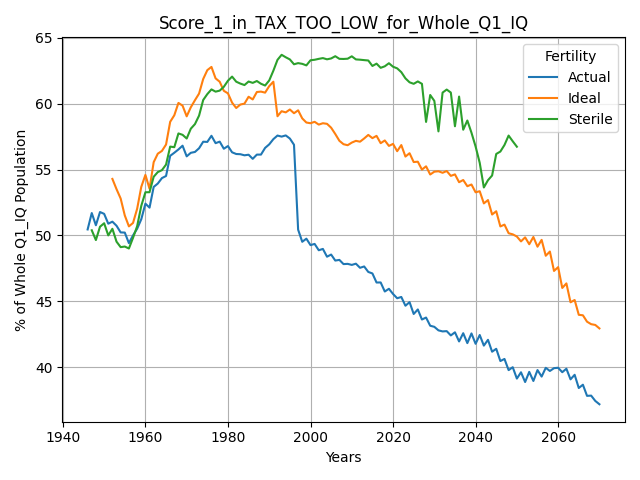 Score_1_in_TAX_TOO_LOW_for_Whole_Q1_IQ
Fertility
Actual
Ideal
Sterile
% of Whole Q1_IQ Population
65
60
55
50
45
40
1940
1960
1980
2000
2020
2040
2060
Years